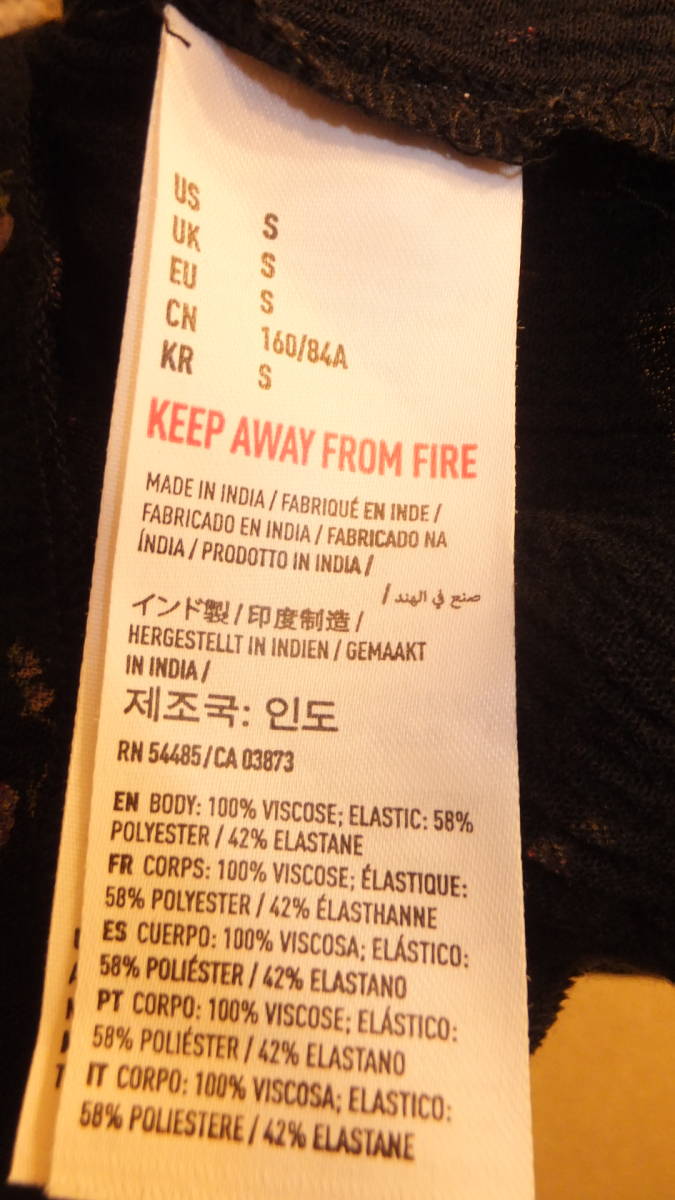 US S
UK S
EU S
CN 160/84A
KR S
KEEP AWAY FROM FIRE
MADE IN INDIA / FABRIQUÉ EN INDE /
FABRICADO EN INDIA / FABRICADO NA
ÍNDIA / PRODOTTO IN INDIA /
صنع في الهند /
インド製 / 印度制造 /
HERGESTELLT IN INDIEN / GEMAAKT
IN INDIA /
제조국: 인도
RN 54485 / CA 03873
EN BODY: 100% VISCOSE; ELASTIC: 58%
POLYESTER / 42% ELASTANE
FR CORPS: 100% VISCOSE; ÉLASTIQUE:
58% POLYESTER / 42% ÉLASTHANNE
ES CUERPO: 100% VISCOSA; ELÁSTICO:
58% POLIÉSTER / 42% ELASTANO
PT CORPO: 100% VISCOSE; ELÁSTICO:
58% POLIÉSTER / 42% ELASTANO
IT CORPO: 100% VISCOSA; ELASTICO:
58% POLIESTERE / 42% ELASTANE